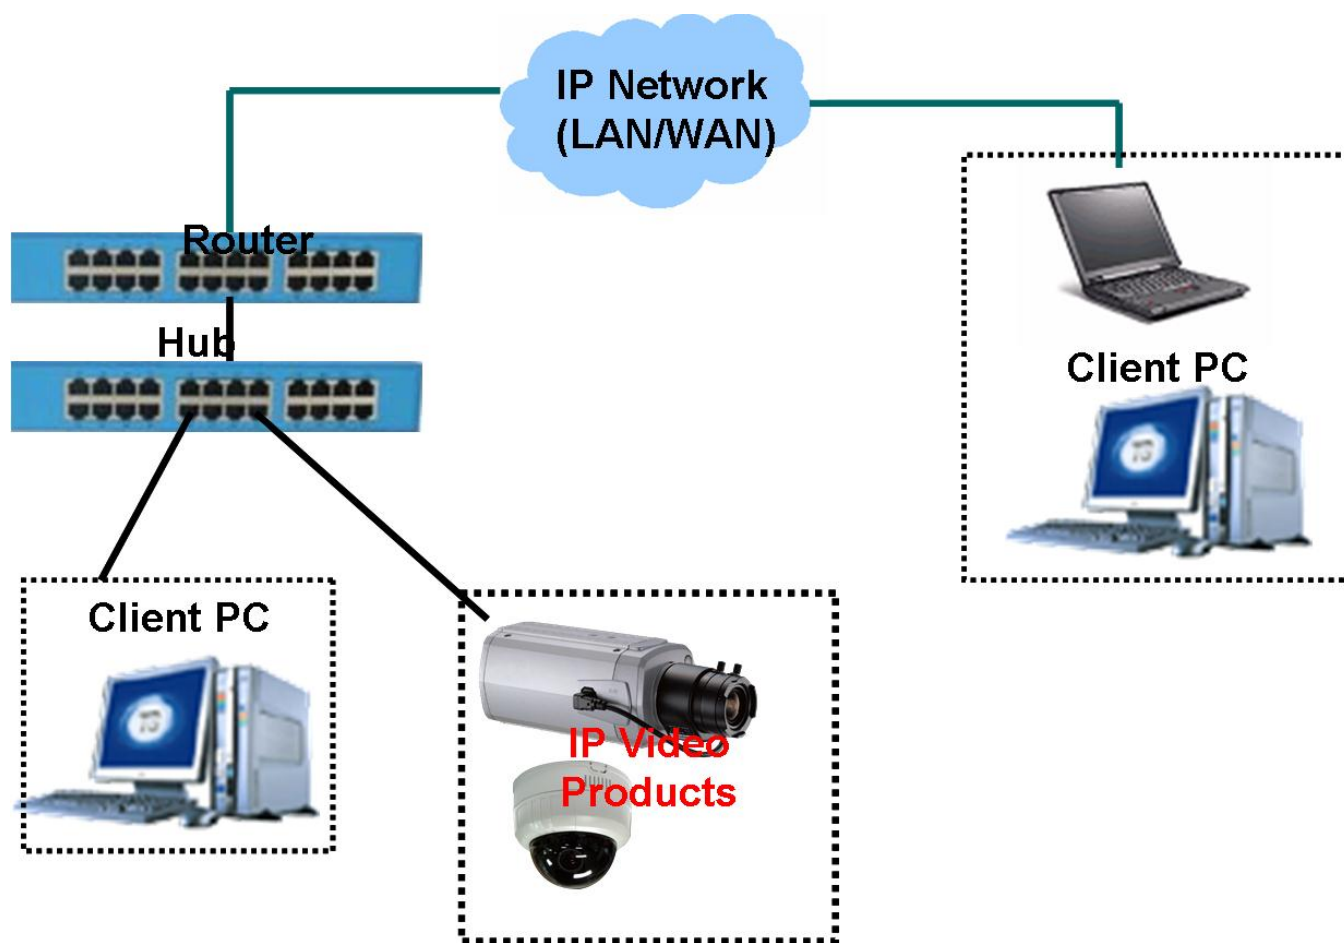 IP Network
(LAN/WAN)
Router
Hub
Client PC
Client PC
IP Video
Products